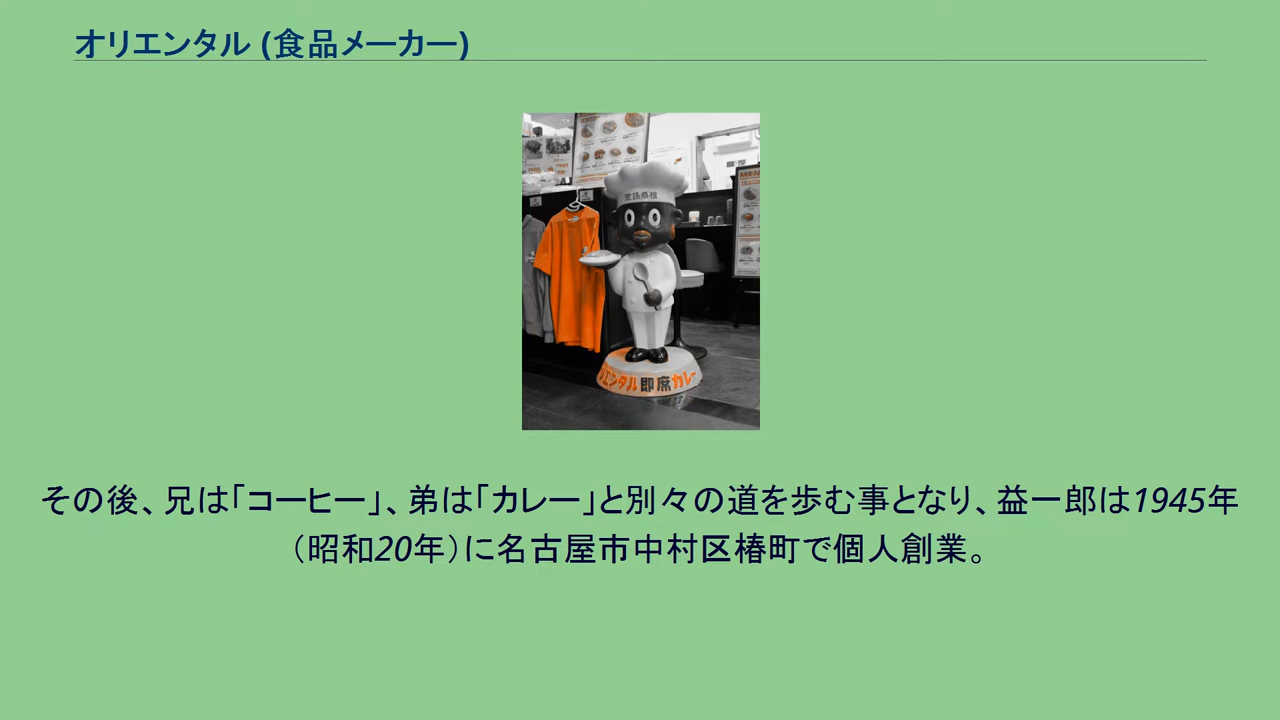 オリエンタル (食品メーカー)
登録商標
リエンタル即席カレー
その後、兄は「コーヒー」、弟は「カレー」と別々の道を歩む事となり、益一郎は1945年
（昭和20年）に名古屋市中村区椿町で個人創業。